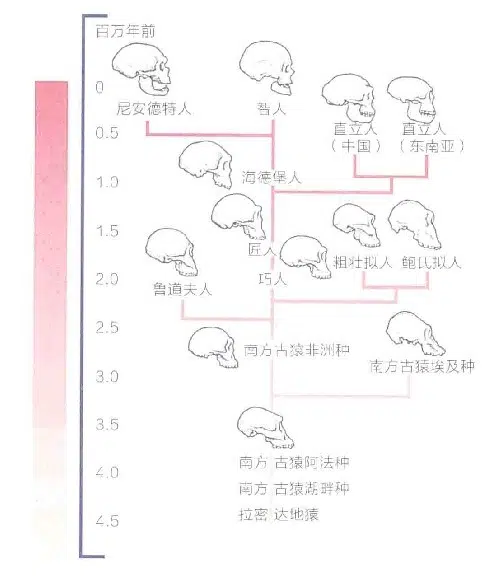 百万年前
0
尼安德特人 智人
直立人 直立人
0.5
（中国） （东南亚）
海德堡人
1.0
1.5
匠人
粗壮拟人 鲍氏拟人
2.0
巧人
鲁道夫人
2.5
南方古猿非洲种
南方古猿埃及种
3.0
3.5
南方古猿阿法种
4.0
南方古猿湖畔种
拉密达地猿
4.5